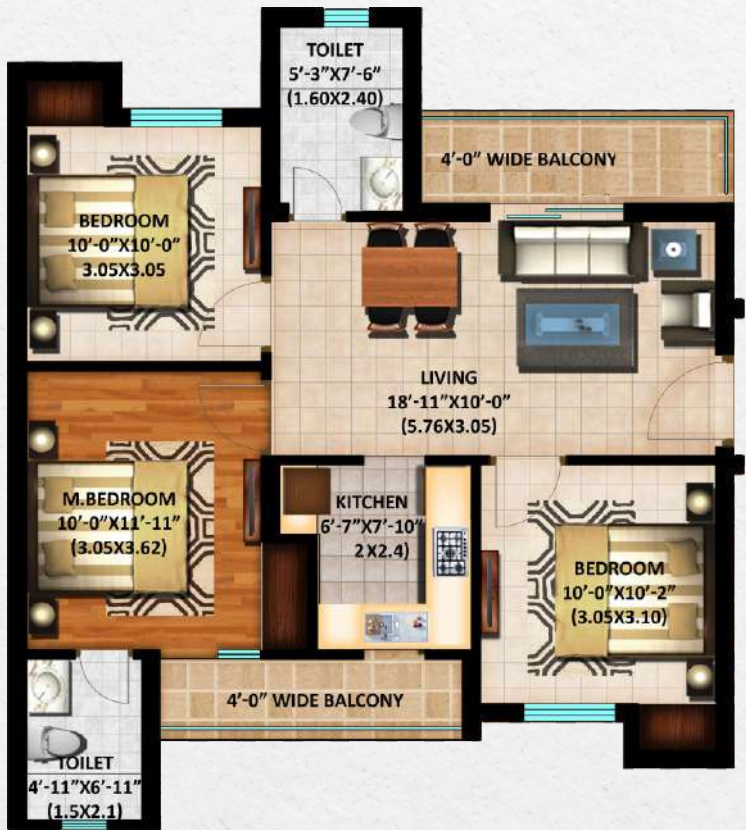 TOILET
5'-3"X7'-6"
(1.60X2.40)
4'-0" WIDE BALCONY
BEDROOM
10'-0"X10'-0"
3.05X3.05
LIVING
18'-11"X10'-0"
(5.76X3.05)
M.BEDROOM
10'-0"X11'-11"
(3.05X3.62)
KITCHEN
6'-7"X7'-10"
2X2.4)
BEDROOM
10'-0"X10'-2"
(3.05X3.10)
4'-0" WIDE BALCONY
TOILET
4'-11"X6'-11"
(1.5X2.1)